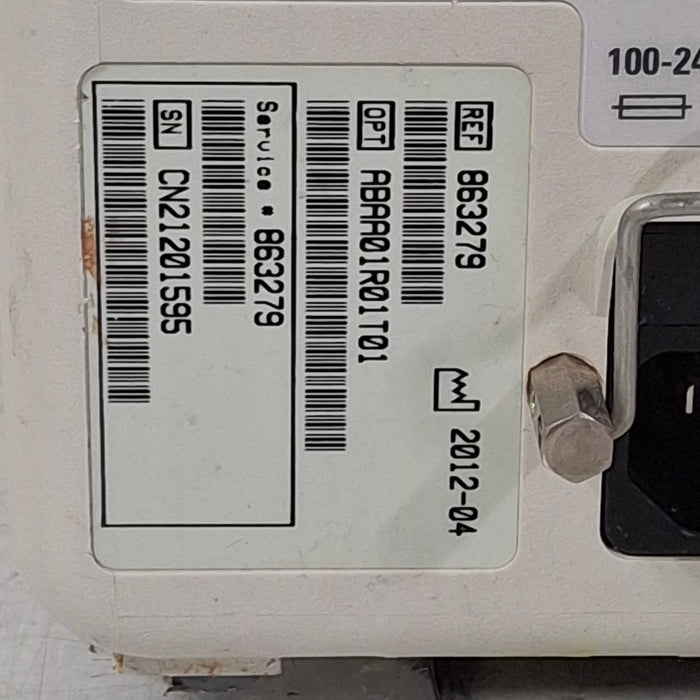 REF 863279
2012-04
OPT ABAA01R01T01
Service # 863279
SN CN21201595
100-24